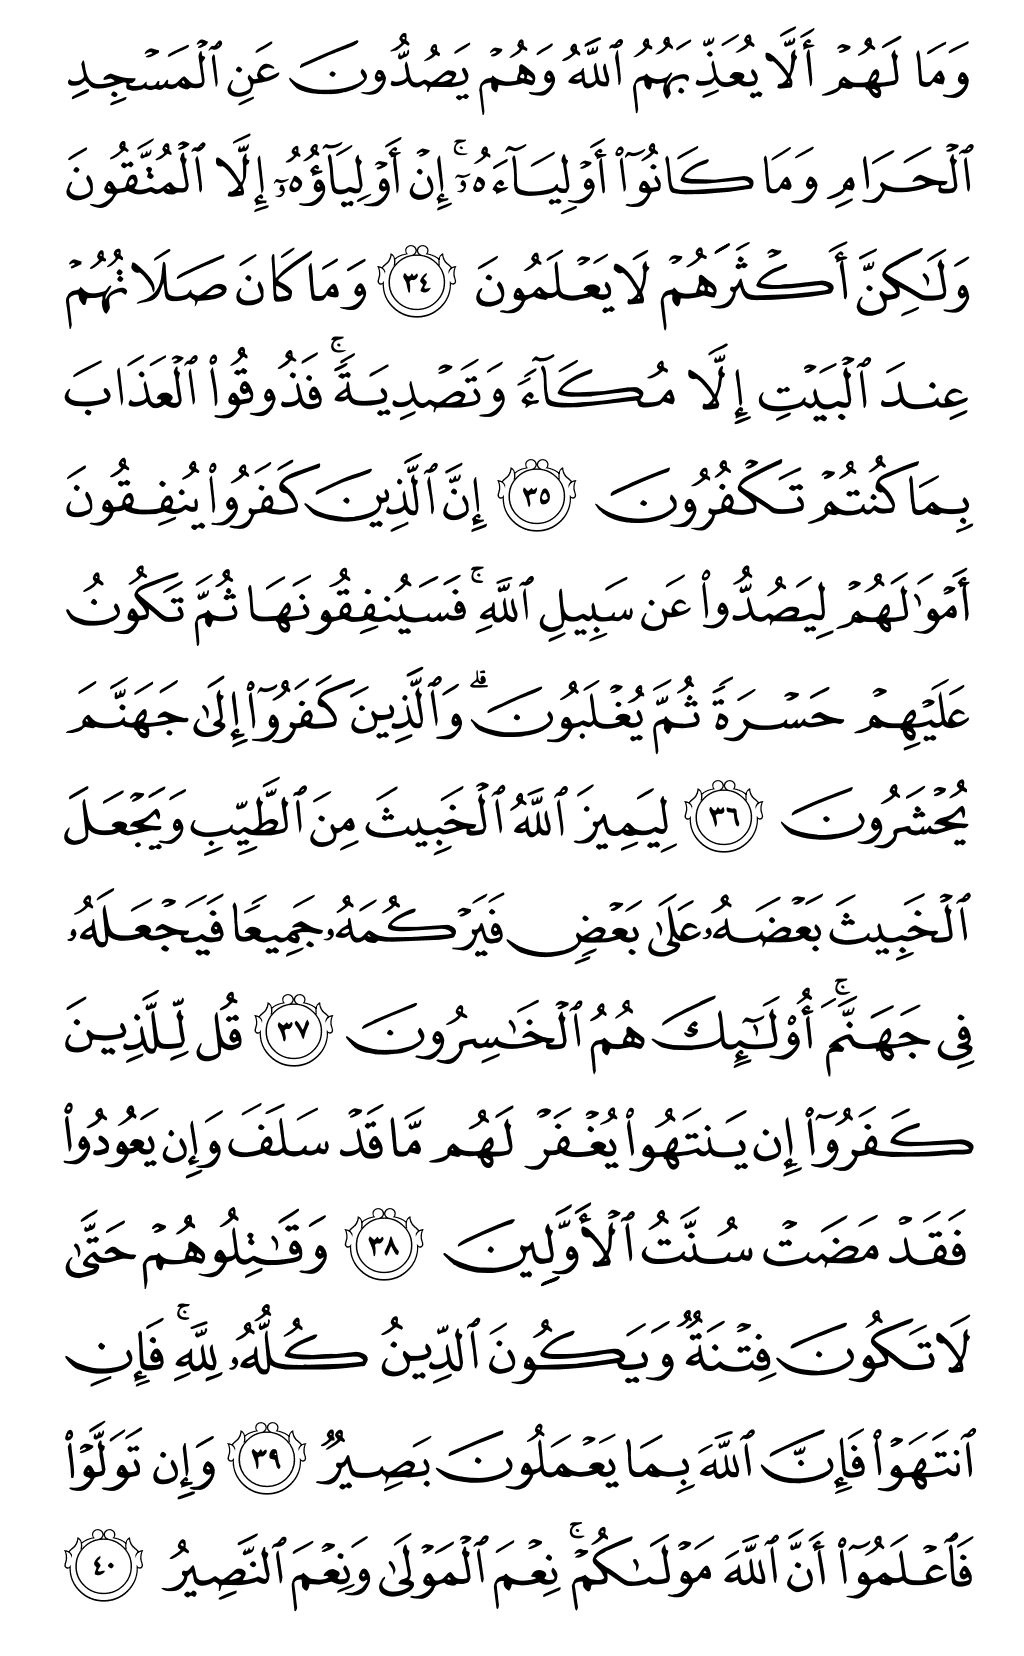 وَمَا لَهُمْ أَلَّا يُعَذِّبَهُمُ ٱللَّهُ وَهُمْ يَصُدُّونَ عَنِ ٱلْمَسْجِدِ
ٱلْحَرَامِ وَمَا كَانُوٓا۟ أَوْلِيَآءَهُۥٓ ۚ إِنْ أَوْلِيَآؤُهُۥٓ إِلَّا ٱلْمُتَّقُونَ
وَلَـٰكِنَّ أَكْثَرَهُمْ لَا يَعْلَمُونَ ٣٤ وَمَا كَانَ صَلَاتُهُمْ
عِندَ ٱلْبَيْتِ إِلَّا مُكَآءً وَتَصْدِيَةً ۚ فَذُوقُوا۟ ٱلْعَذَابَ
بِمَا كُنتُمْ تَكْفُرُونَ ٣٥ إِنَّ ٱلَّذِينَ كَفَرُوا۟ يُنفِقُونَ
أَمْوَٰلَهُمْ لِيَصُدُّوا۟ عَن سَبِيلِ ٱللَّهِ ۚ فَسَيُنفِقُونَهَا ثُمَّ تَكُونُ
عَلَيْهِمْ حَسْرَةً ثُمَّ يُغْلَبُونَ ۗ وَٱلَّذِينَ كَفَرُوٓا۟ إِلَىٰ جَهَنَّمَ
يُحْشَرُونَ ٣٦ لِيَمِيزَ ٱللَّهُ ٱلْخَبِيثَ مِنَ ٱلطَّيِّبِ وَيَجْعَلَ
ٱلْخَبِيثَ بَعْضَهُۥ عَلَىٰ بَعْضٍ فَيَرْكُمَهُۥ جَمِيعًا فَيَجْعَلَهُۥ
فِى جَهَنَّمَ ۚ أُو۟لَـٰٓئِكَ هُمُ ٱلْخَـٰسِرُونَ ٣٧ قُل لِّلَّذِينَ
كَفَرُوٓا۟ إِن يَنتَهُوا۟ يُغْفَرْ لَهُم مَّا قَدْ سَلَفَ وَإِن يَعُودُوا۟
فَقَدْ مَضَتْ سُنَّتُ ٱلْأَوَّلِينَ ٣٨ وَقَـٰتِلُوهُمْ حَتَّىٰ
لَا تَكُونَ فِتْنَةٌ وَيَكُونَ ٱلدِّينُ كُلُّهُۥ لِلَّهِ ۚ فَإِنِ
ٱنتَهَوْا۟ فَإِنَّ ٱللَّهَ بِمَا يَعْمَلُونَ بَصِيرٌ ٣٩ وَإِن تَوَلَّوْا۟
فَٱعْلَمُوٓا۟ أَنَّ ٱللَّهَ مَوْلَىٰكُمْ ۚ نِعْمَ ٱلْمَوْلَىٰ وَنِعْمَ ٱلنَّصِيرُ ٤٠